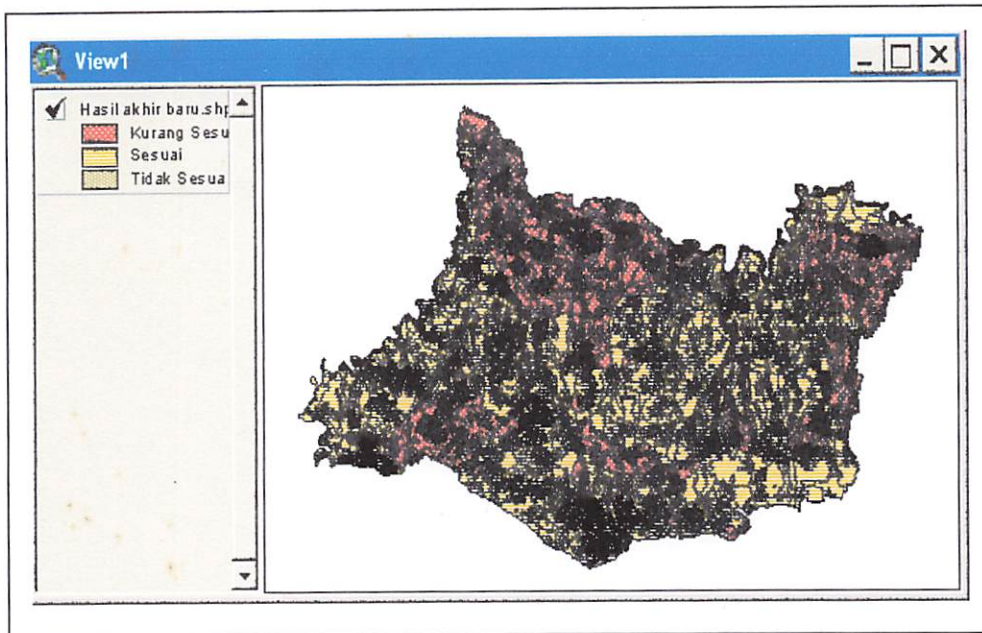 View1
Hasil akhir baru.shp
Kurang Sesu
Sesuai
Tidak Sesua